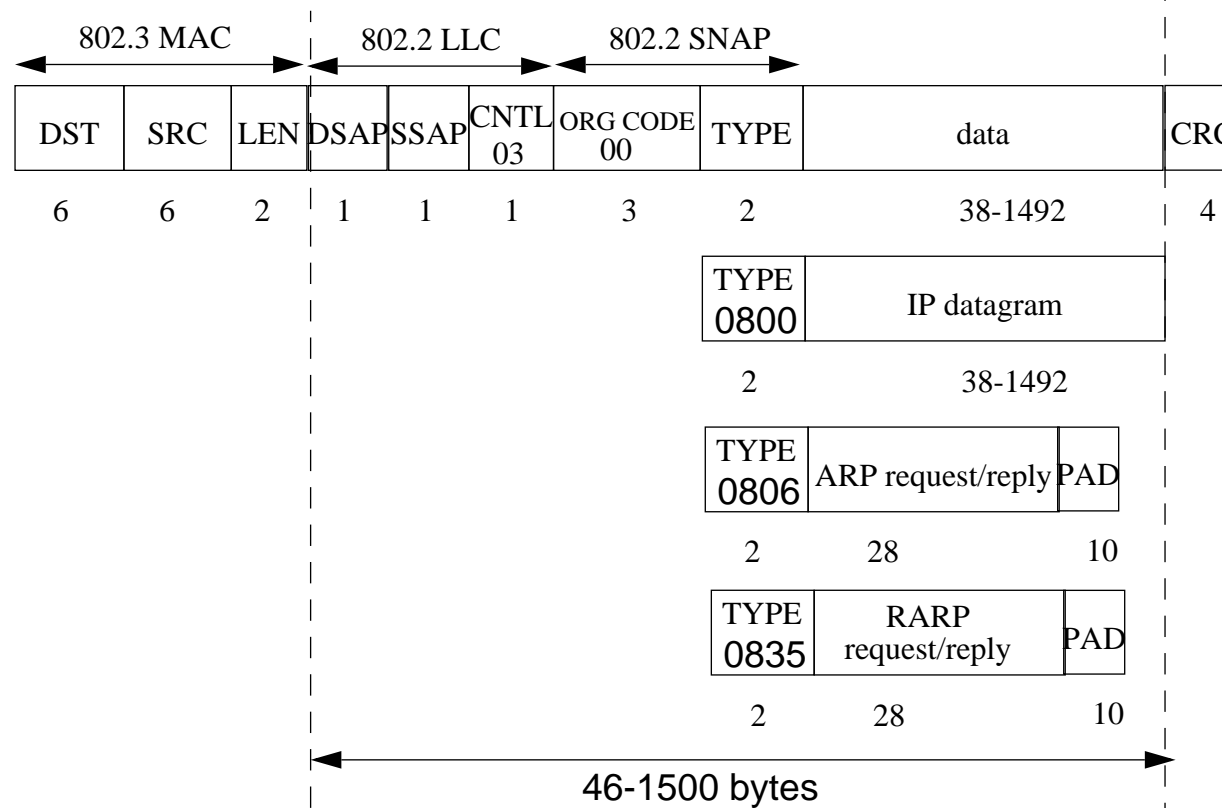 802.3 MAC 802.2 LLC 802.2 SNAP
DST SRC LEN DSAP SSAP CNTL 03 ORG CODE 00 TYPE data
6 6 2 1 1 1 3 2 38-1492 4
TYPE 0800 IP datagram
2 38-1492
TYPE 0806 ARP request/reply PAD
2 28 10
TYPE 0835 RARP request/reply PAD
2 28 10
46-1500 bytes